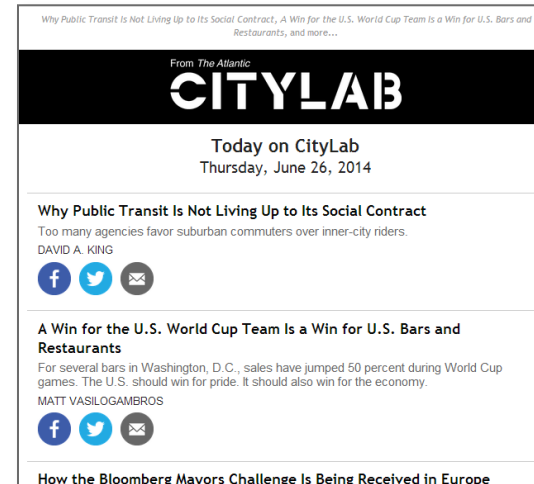 Why Public Transit Is Not Living Up to Its Social Contract, A Win for the U.S. World Cup Team Is a Win for U.S. Bars and
Restaurants, and more...
From The Atlantic
CITYLAB
Today on CityLab
Thursday, June 26, 2014
Why Public Transit Is Not Living Up to Its Social Contract
Too many agencies favor suburban commuters over inner-city riders.
DAVID A. KING
A Win for the U.S. World Cup Team Is a Win for U.S. Bars and
Restaurants
For several bars in Washington, D.C., sales have jumped 50 percent during World Cup
games. The U.S. should win for pride. It should also win for the economy.
MATT VASILOGAMBROS
How the Bloomberg Mayors Challenge Is Being Received in Europe